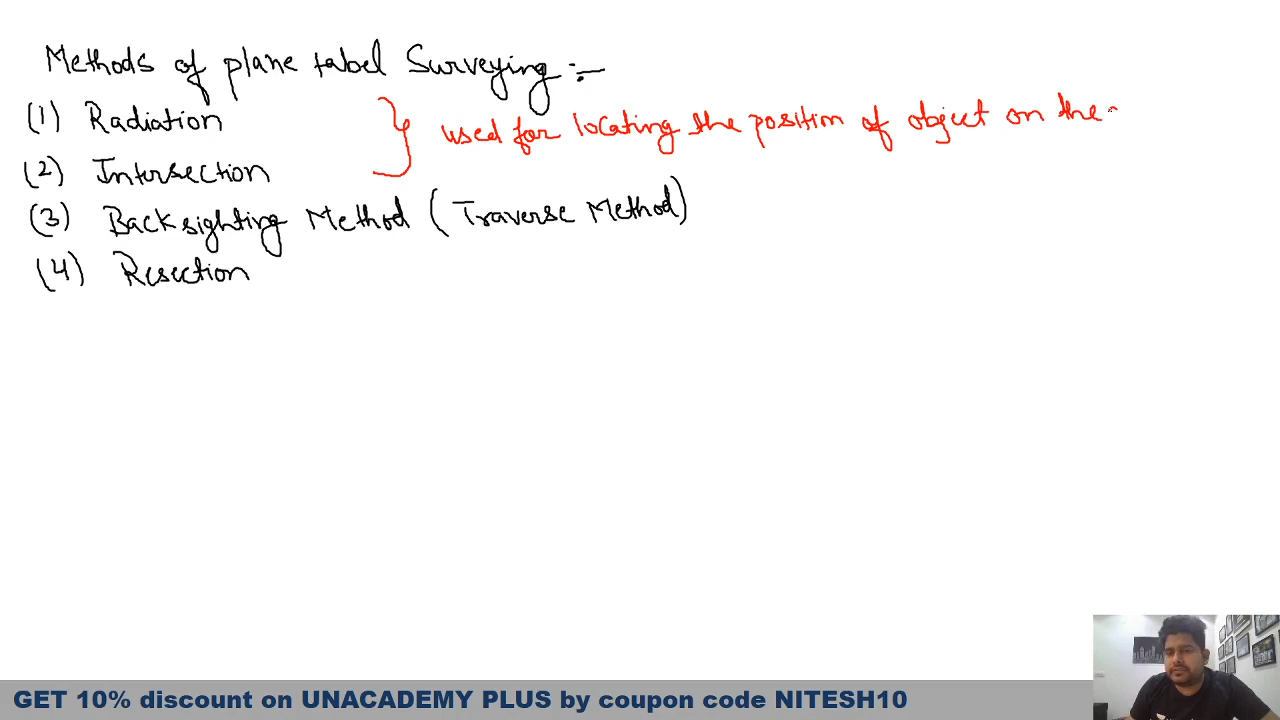 Methods of plane tabel Surveying :-
(1) Radiation
used for locating the position of object on the
(2) Intersection
(3) Backsighting Method (Traverse Method)
(4) Resection
GET 10% discount on UNACADEMY PLUS by coupon code NITESH10